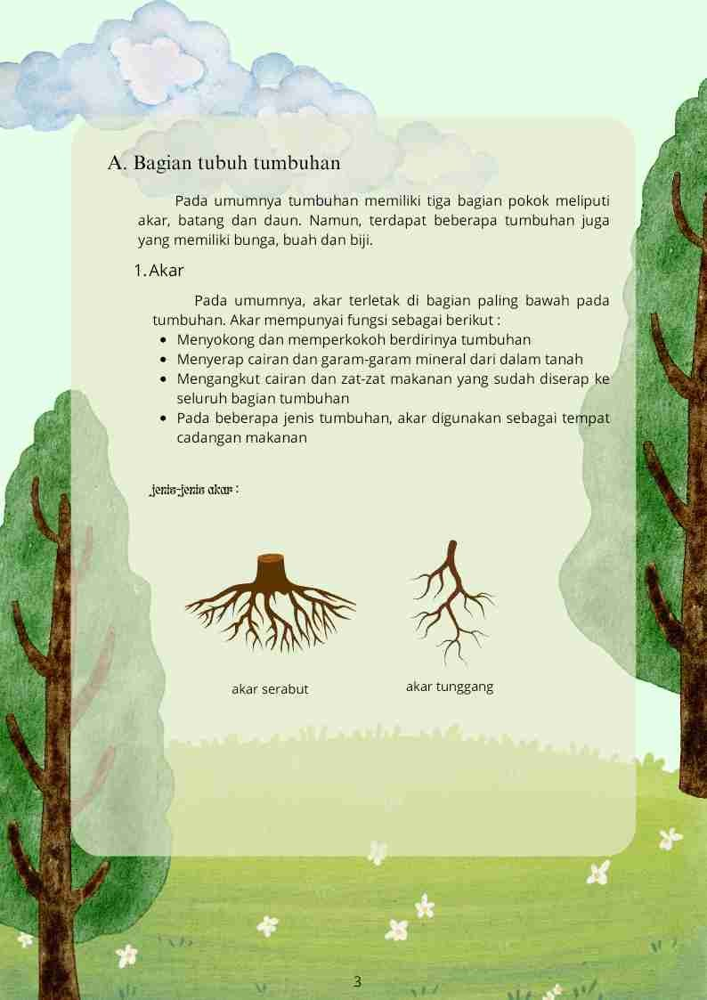 A. Bagian tubuh tumbuhan
Pada umumnya tumbuhan memiliki tiga bagian pokok meliputi
akar, batang dan daun. Namun, terdapat beberapa tumbuhan juga
yang memiliki bunga, buah dan biji.
1. Akar
Pada umumnya, akar terletak di bagian paling bawah pada
tumbuhan. Akar mempunyai fungsi sebagai berikut :
• Menyokong dan memperkokoh berdirinya tumbuhan
• Menyerap cairan dan garam-garam mineral dari dalam tanah
• Mengangkut cairan dan zat-zat makanan yang sudah diserap ke
seluruh bagian tumbuhan
• Pada beberapa jenis tumbuhan, akar digunakan sebagai tempat
cadangan makanan
jenis-jenis akar :
akar serabut
akar tunggang
3